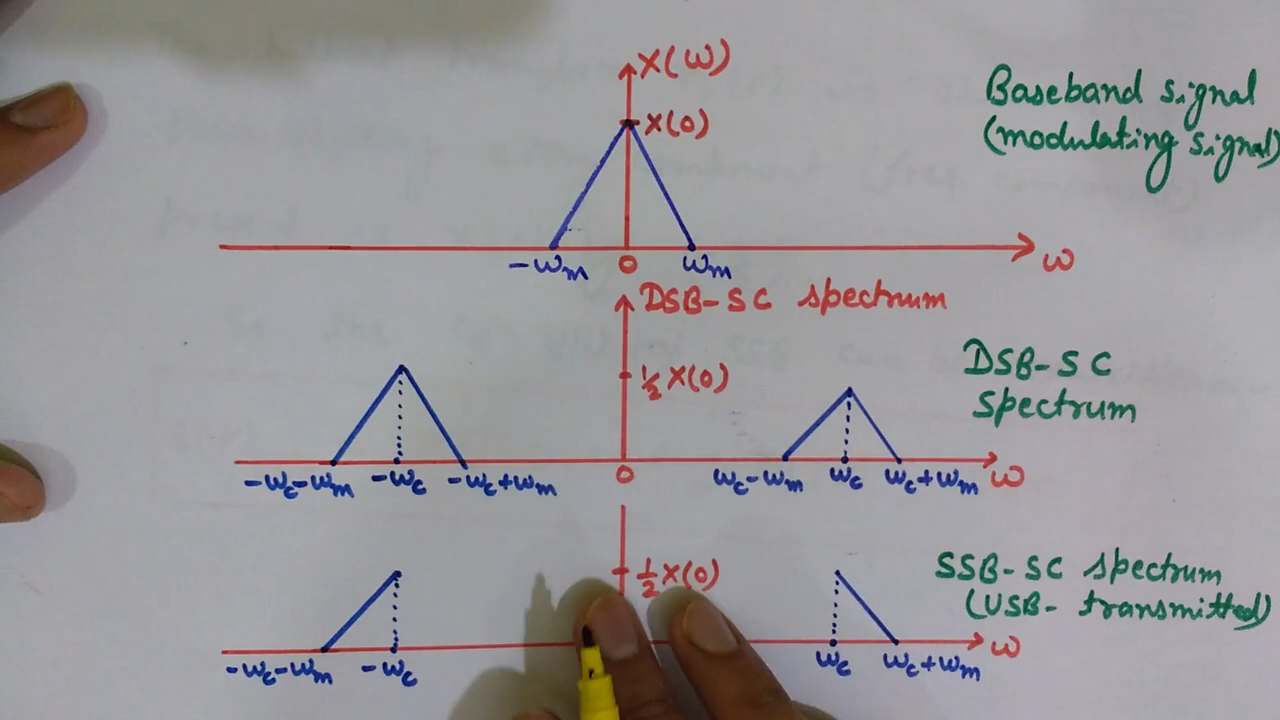 X(ω)
X(0)
Baseband signal
(modulating signal)
-ωm 0 ωm ω
DSB-SC spectrum
½ X(0)
DSB-SC
spectrum
-ωc-ωm -ωc -ωc+ωm 0 ωc-ωm ωc ωc+ωm ω
½ X(0)
SSB-SC spectrum
(USB- transmitted)
-ωc-ωm -ωc ωc ωc+ωm ω